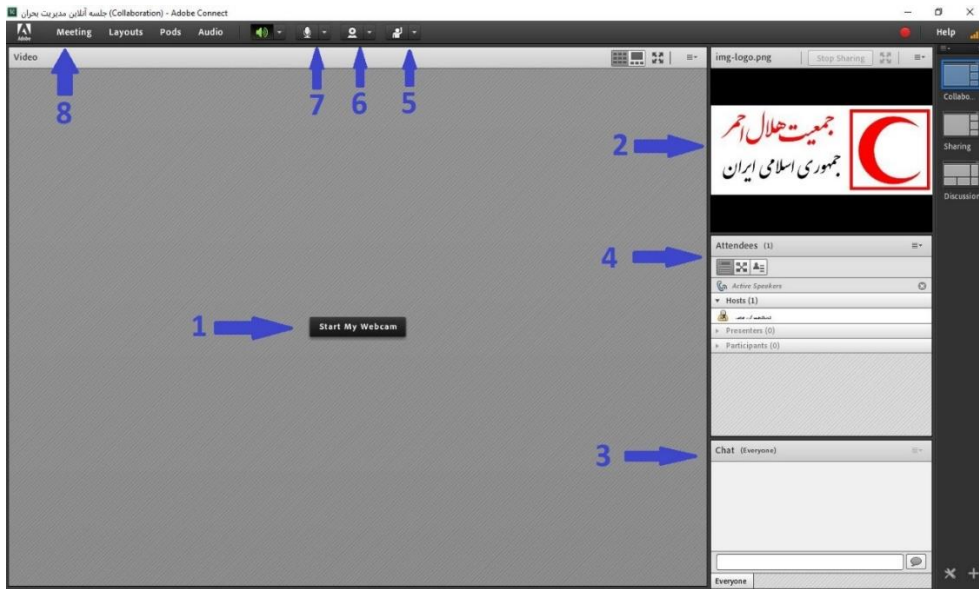 جلسه آنلاین مدیریت بحران (Collaboration) - Adobe Connect
Adobe
Meeting Layouts Pods Audio
Help
Video
img-logo.png
Stop Sharing
8
7
6
5
Collabo...
2
جمعیت هلال احمر
جمهوری اسلامی ایران
Sharing
Discussion
4
Attendees (1)
Active Speakers
Hosts (1)
1
Start My Webcam
Presenters (0)
Participants (0)
3
Chat (Everyone)
Everyone